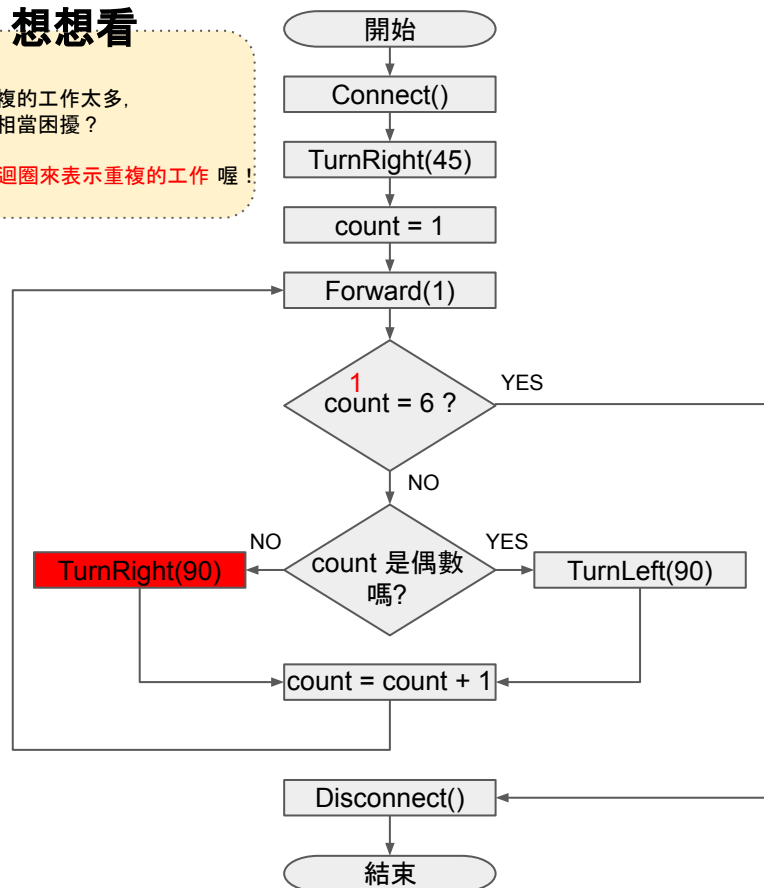 想想看
複的工作太多,
相當困擾？
迴圈來表示重複的工作 喔！
開始
Connect()
TurnRight(45)
count = 1
Forward(1)
1
count = 6 ?
YES
NO
count 是偶數
嗎?
NO
YES
TurnRight(90)
TurnLeft(90)
count = count + 1
Disconnect()
結束